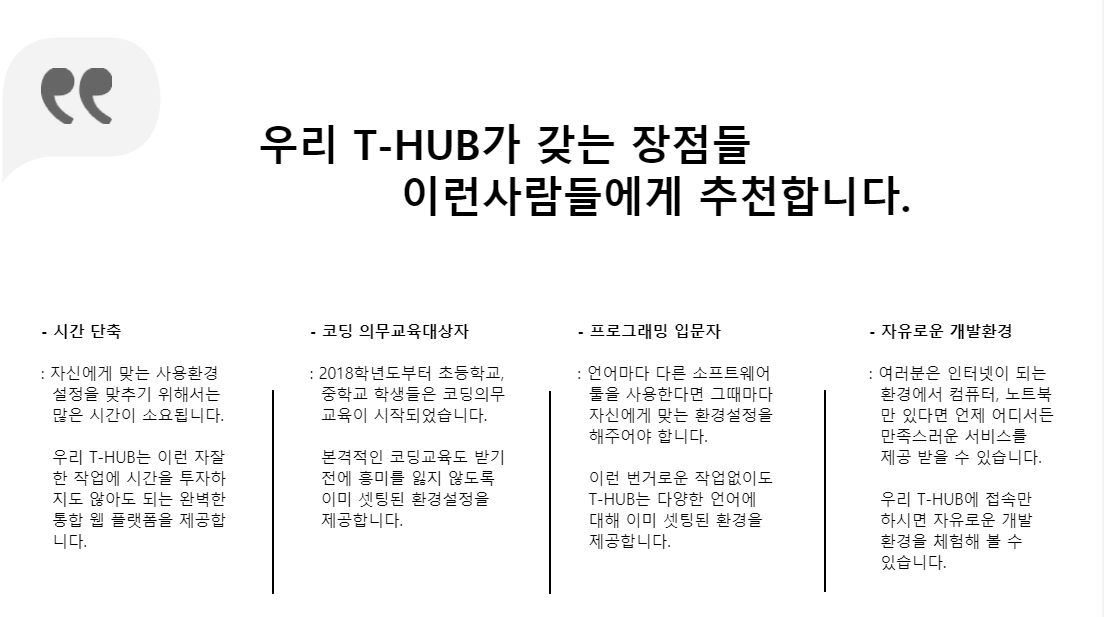 우리 T-HUB가 갖는 장점들
이런사람들에게 추천합니다.
- 시간 단축
: 자신에게 맞는 사용환경
설정을 맞추기 위해서는
많은 시간이 소요됩니다.
우리 T-HUB는 이런 자잘
한 작업에 시간을 투자하
지도 않아도 되는 완벽한
통합 웹 플랫폼을 제공합
니다.
- 코딩 의무교육대상자
: 2018학년도부터 초등학교,
중학교 학생들은 코딩의무
교육이 시작되었습니다.
본격적인 코딩교육도 받기
전에 흥미를 잃지 않도록
이미 셋팅된 환경설정을
제공합니다.
- 프로그래밍 입문자
: 언어마다 다른 소프트웨어
툴을 사용한다면 그때마다
자신에게 맞는 환경설정을
해주어야 합니다.
이런 번거로운 작업없이도
T-HUB는 다양한 언어에
대해 이미 셋팅된 환경을
제공합니다.
- 자유로운 개발환경
: 여러분은 인터넷이 되는
환경에서 컴퓨터, 노트북
만 있다면 언제 어디서든
만족스러운 서비스를
제공 받을 수 있습니다.
우리 T-HUB에 접속만
하시면 자유로운 개발
환경을 체험해 볼 수
있습니다.